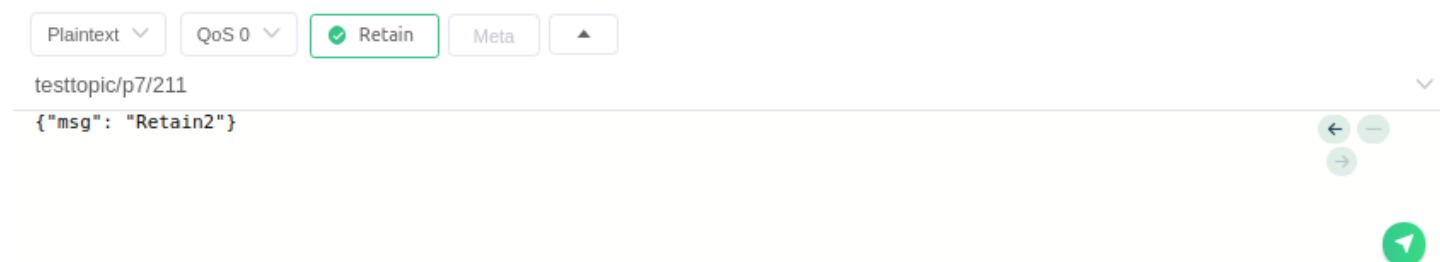 Plaintext QoS 0 Retain Meta
testtopic/p7/211
{"msg": "Retain2"}